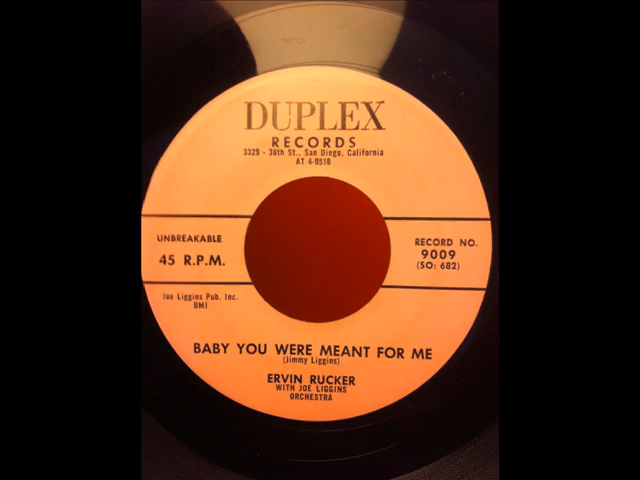 DUPLEX
RECORDS
3329 - 38th St., San Diego, California
AT 4-9516
UNBREAKABLE
45 R.P.M.
RECORD NO.
9009
(SO: 682)
Joe Liggins Pub. Inc.
BMI
BABY YOU WERE MEANT FOR ME
(Jimmy Liggins)
ERVIN RUCKER
WITH JOE LIGGINS
ORCHESTRA